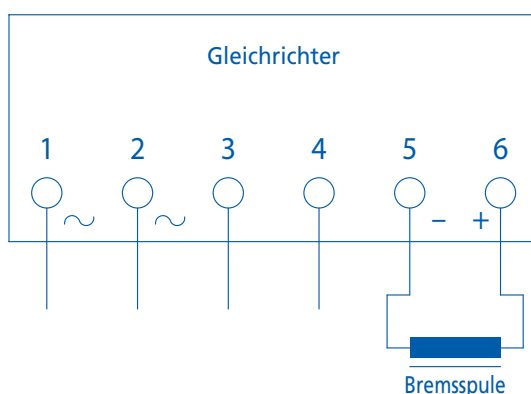 Gleichrichter
1 2 3 4 5 6
~ ~ – +
Bremsspule